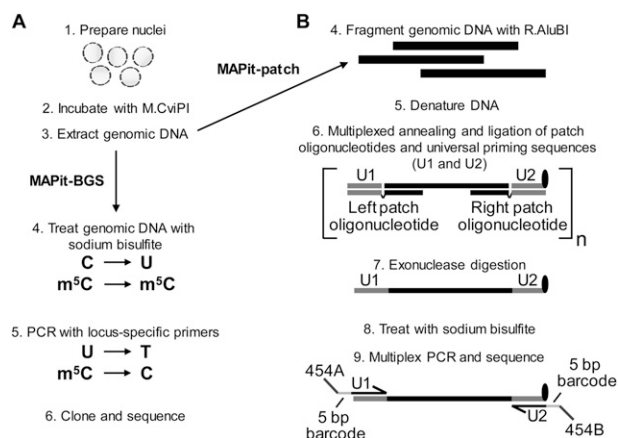 A
1. Prepare nuclei
2. Incubate with M.CviPI
3. Extract genomic DNA
MAPit-patch
MAPit-BGS
4. Treat genomic DNA with
sodium bisulfite
C U
m⁵C m⁵C
5. PCR with locus-specific primers
U T
m⁵C C
6. Clone and sequence
B
4. Fragment genomic DNA with R.AluBI
5. Denature DNA
6. Multiplexed annealing and ligation of patch
oligonucleotides and universal priming sequences
(U1 and U2)
U1 U2
Left patch
oligonucleotide
Right patch
oligonucleotide
n
7. Exonuclease digestion
U1 U2
8. Treat with sodium bisulfite
9. Multiplex PCR and sequence
454A
U1
5 bp
barcode
5 bp
barcode
U2
454B